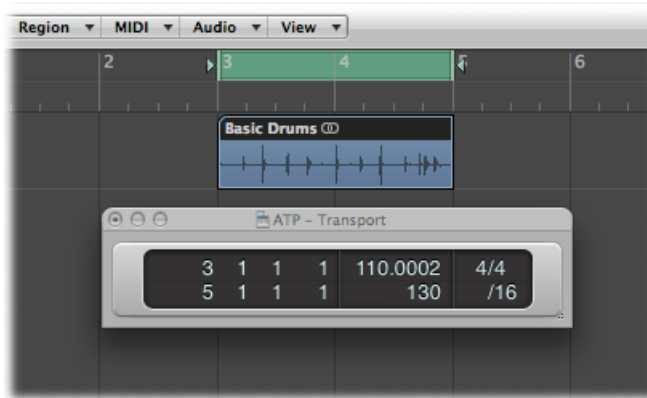 Region MIDI Audio View
2 3 4 5 6
Basic Drums
ATP – Transport
3 1 1 1 110.0002 4/4
5 1 1 1 130 /16